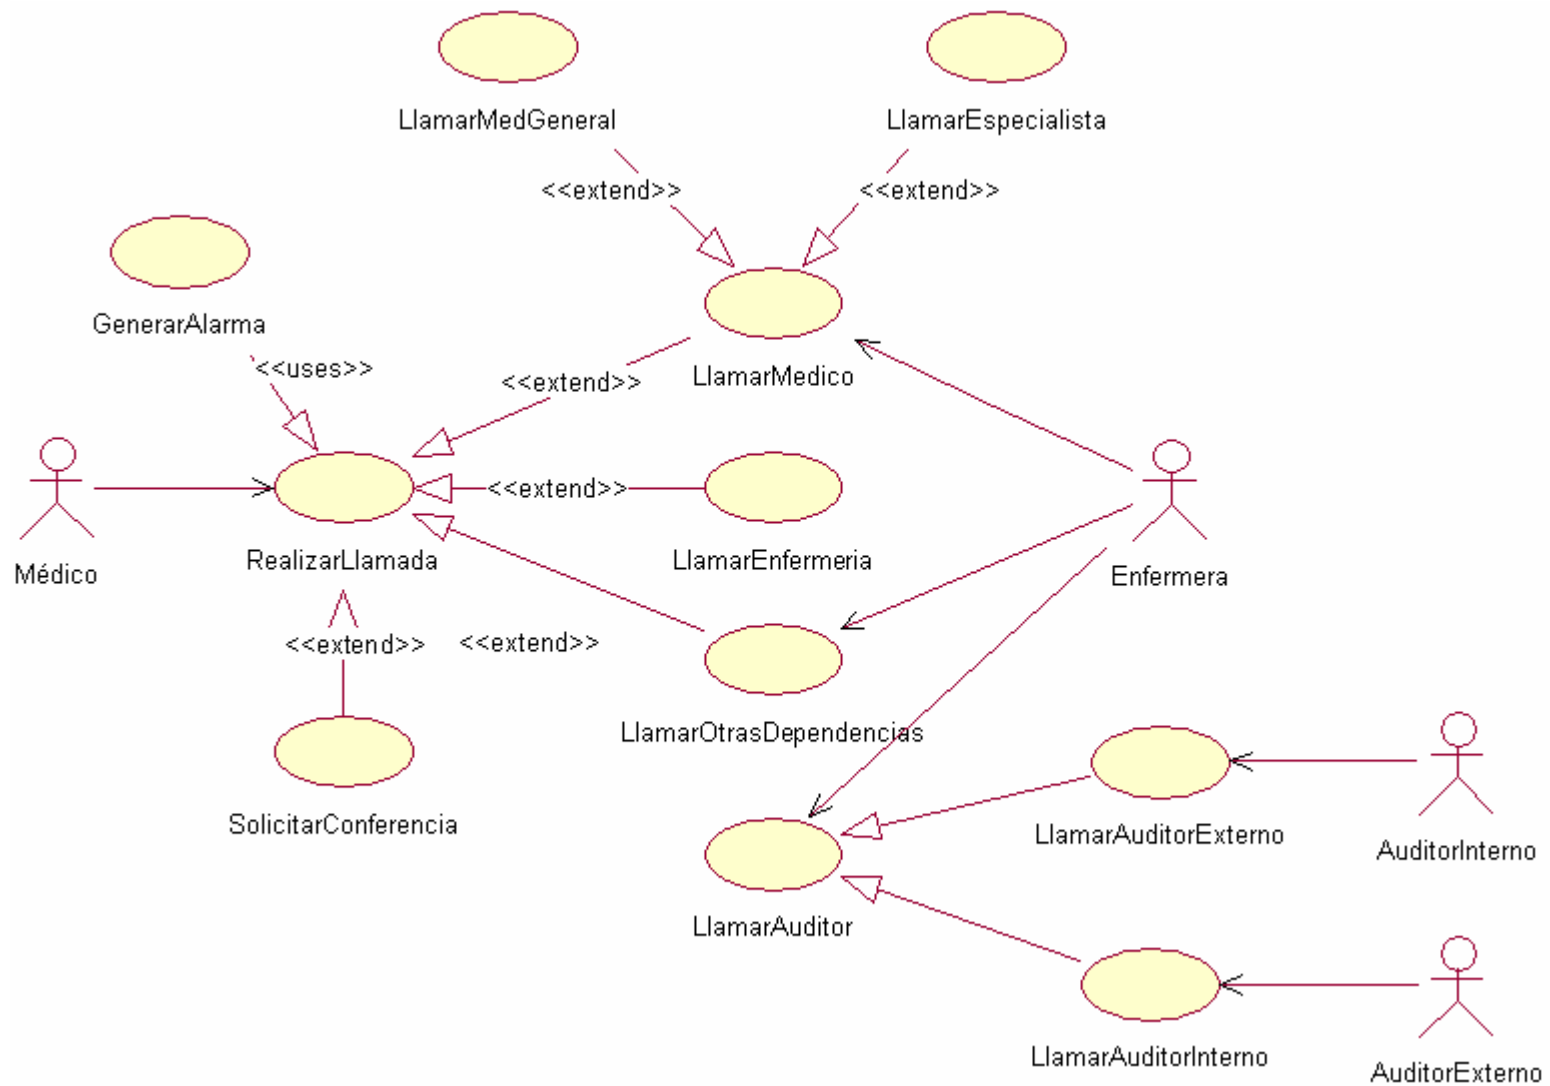 LlamarMedGeneral
LlamarEspecialista
<<extend>>
<<extend>>
GenerarAlarma
<<uses>>
<<extend>>
LlamarMedico
<<extend>>
Médico
RealizarLlamada
LlamarEnfermeria
Enfermera
<<extend>>
<<extend>>
LlamarOtrasDependencias
SolicitarConferencia
LlamarAuditorExterno
AuditorInterno
LlamarAuditor
LlamarAuditorInterno
AuditorExterno